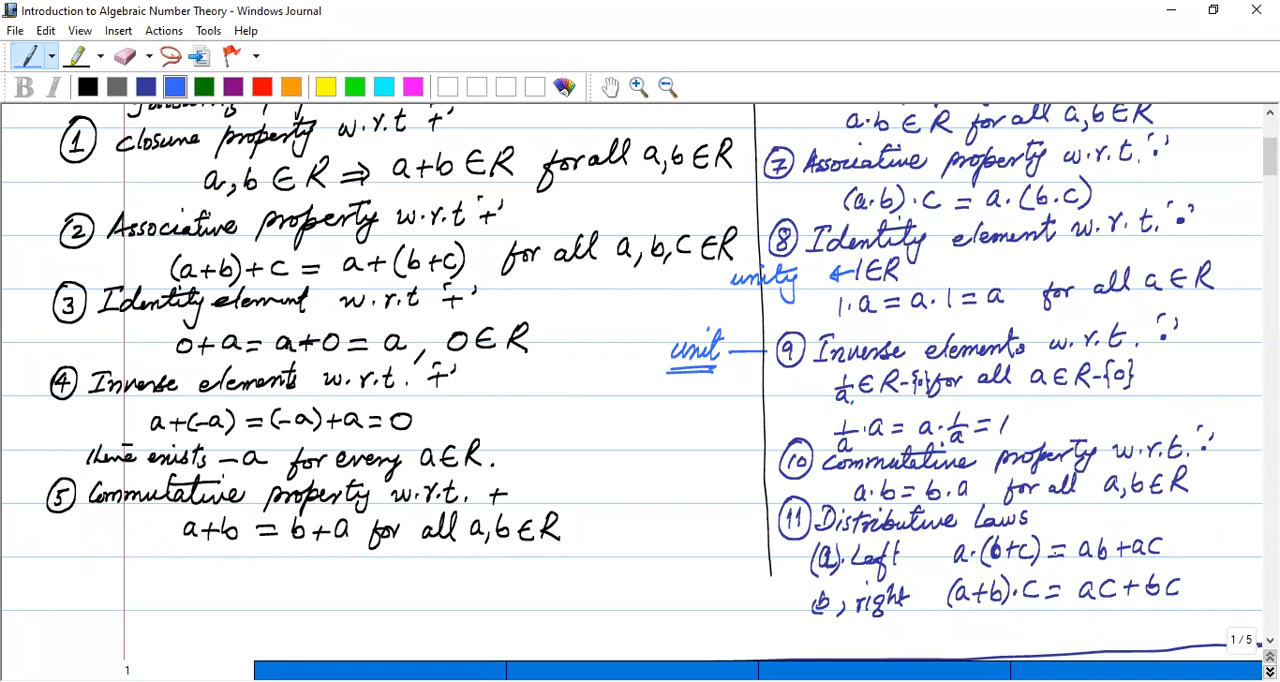 Introduction to Algebraic Number Theory - Windows Journal
File Edit View Insert Actions Tools Help
B I
① closure property w.r.t '+'
a, b ∈ R ⇒ a+b ∈ R for all a, b ∈ R
② Associative property w.r.t '+'
(a+b)+c = a+(b+c) for all a, b, c ∈ R
③ Identity element w.r.t '+'
0+a = a+0 = a, 0 ∈ R
④ Inverse elements w.r.t. '+'
a+(-a) = (-a)+a = 0
there exists -a for every a ∈ R.
⑤ Commutative property w.r.t. +
a+b = b+a for all a, b ∈ R
a·b ∈ R for all a, b ∈ R
⑦ Associative property w.r.t. '·'
(a·b)·c = a·(b·c)
⑧ Identity element w.r.t. '·'
unity ← 1 ∈ R
1·a = a·1 = a for all a ∈ R
unit — ⑨ Inverse elements w.r.t. '·'
1/a ∈ R-{0} for all a ∈ R-{0}
1/a·a = a·1/a = 1
⑩ Commutative property w.r.t. '·'
a·b = b·a for all a, b ∈ R
⑪ Distributive Laws
(a). Left a·(b+c) = ab+ac
b, right (a+b)·c = ac+bc
1 / 5
1